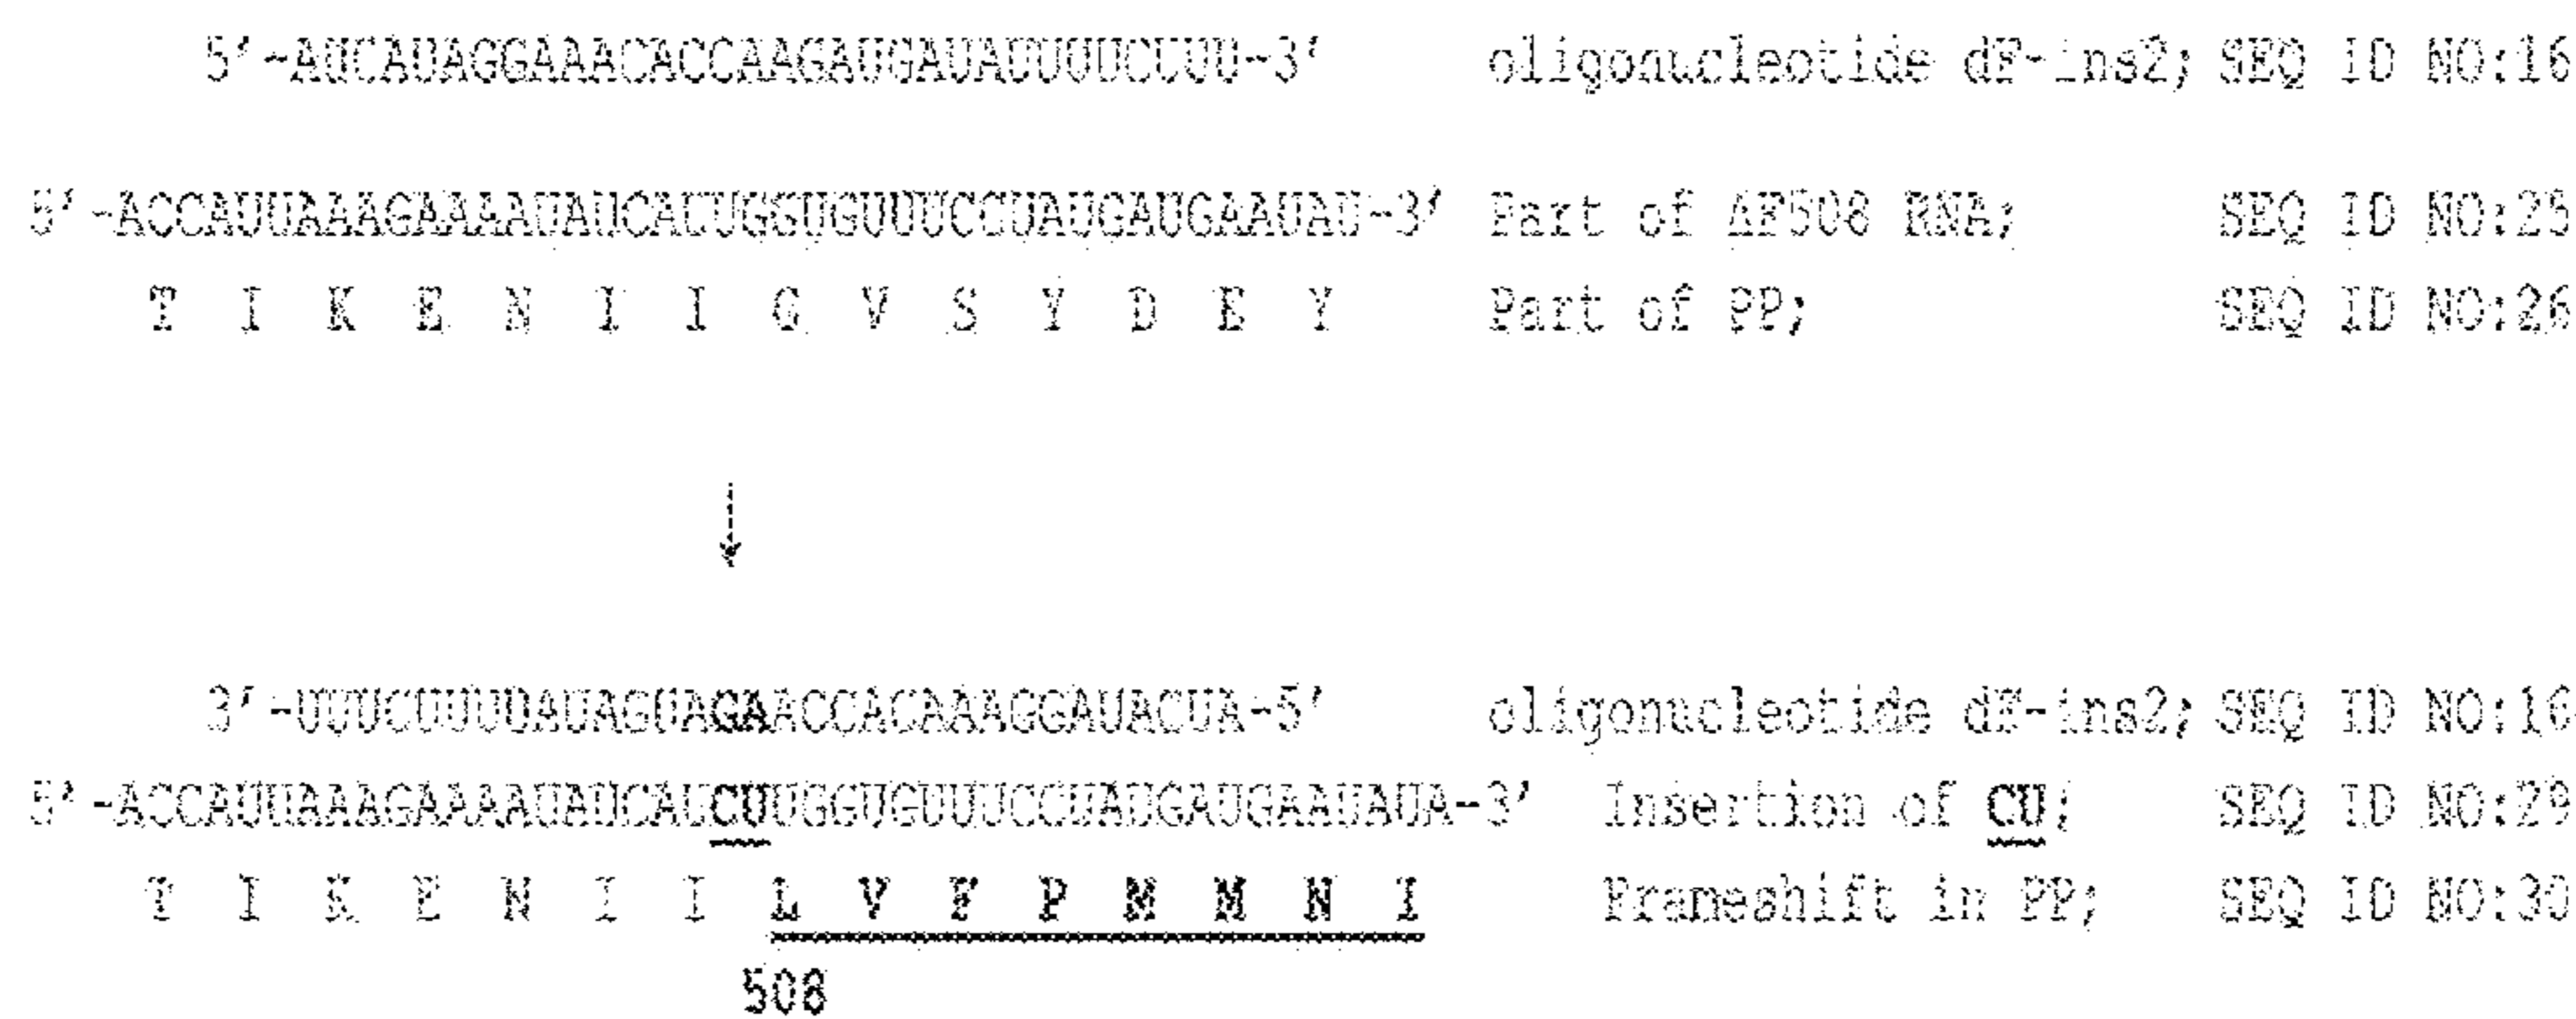 5'-AUCAUAGGAAACACCAAGAUGAUAUUUUCUUU-3' oligonucleotide dF-ins2; SEQ ID NO:16
5'-ACCAUUAAAGAAAAUAUCAUUGGUGUUUCCUAUGAUGAAUAU-3' Part of ΔF508 RNA; SEQ ID NO:25
T I K E N I I G V S Y D E Y Part of PP; SEQ ID NO:26
3'-UUUCUUUUAUAGUAGAACCACAAAGGAUACUA-5' oligonucleotide dF-ins2; SEQ ID NO:16
5'-ACCAUUAAAGAAAAUAUCAUCUUGGUGUUUCCUAUGAUGAAUAUA-3' Insertion of CU; SEQ ID NO:29
T I K E N I I L V F P M M N I Frameshift in PP; SEQ ID NO:30
508